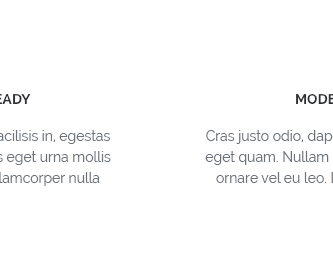 EADY
acilisis in, egestas
s eget urna mollis
lamcorper nulla
MODE
Cras justo odio, dap
eget quam. Nullam
ornare vel eu leo.